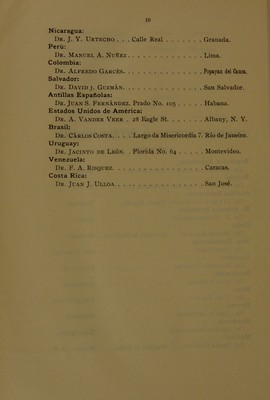 10
Nicaragua:
DR. J. Y. URTECHO . . . Calle Real . . . . . . . Granada.
Perú:
DR. MANUEL A. NUÑEZ . . . . . . . . . . . . . . Lima.
Colombia:
DR. ALFREDO GARCÉS. . . . . . . . . . . . . . . Popayan del Cauca.
Salvador:
DR. DAVID J. GUZMÁN. . . . . . . . . . . . . . . San Salvador.
Antillas Españolas:
DR. JUAN S. FERNÁNDEZ. Prado No. 105 . . . . . Habana.
Estados Unidos de América:
DR. A. VANDER VEER . 28 Eagle St. . . . . . . . Albany, N. Y.
Brasil:
DR. CÁRLOS COSTA. . . . Largo da Misericordia 7. Río de Janeiro.
Uruguay:
DR. JACINTO DE LEÓN. . Florida No. 64 . . . . . Montevideo.
Venezuela:
DR. F. A. RISQUEZ. . . . . . . . . . . . . . . . Caracas.
Costa Rica:
DR. JUAN J. ULLOA. . . . . . . . . . . . . . . . San José.